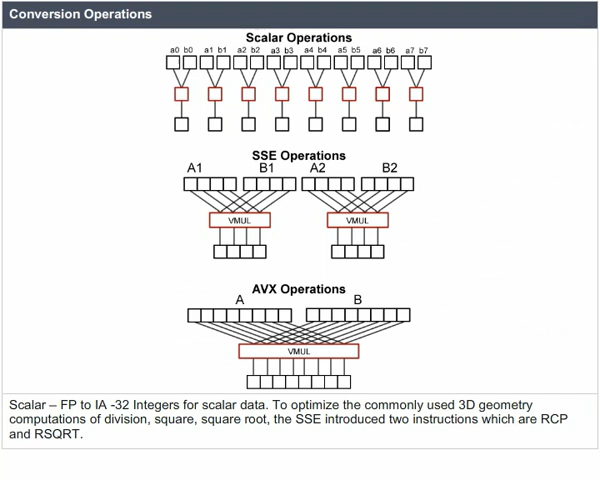 Conversion Operations
Scalar Operations
a0 b0 a1 b1 a2 b2 a3 b3 a4 b4 a5 b5 a6 b6 a7 b7
SSE Operations
A1 B1 A2 B2
VMUL VMUL
AVX Operations
A B
VMUL
Scalar – FP to IA -32 Integers for scalar data. To optimize the commonly used 3D geometry
computations of division, square, square root, the SSE introduced two instructions which are RCP
and RSQRT.